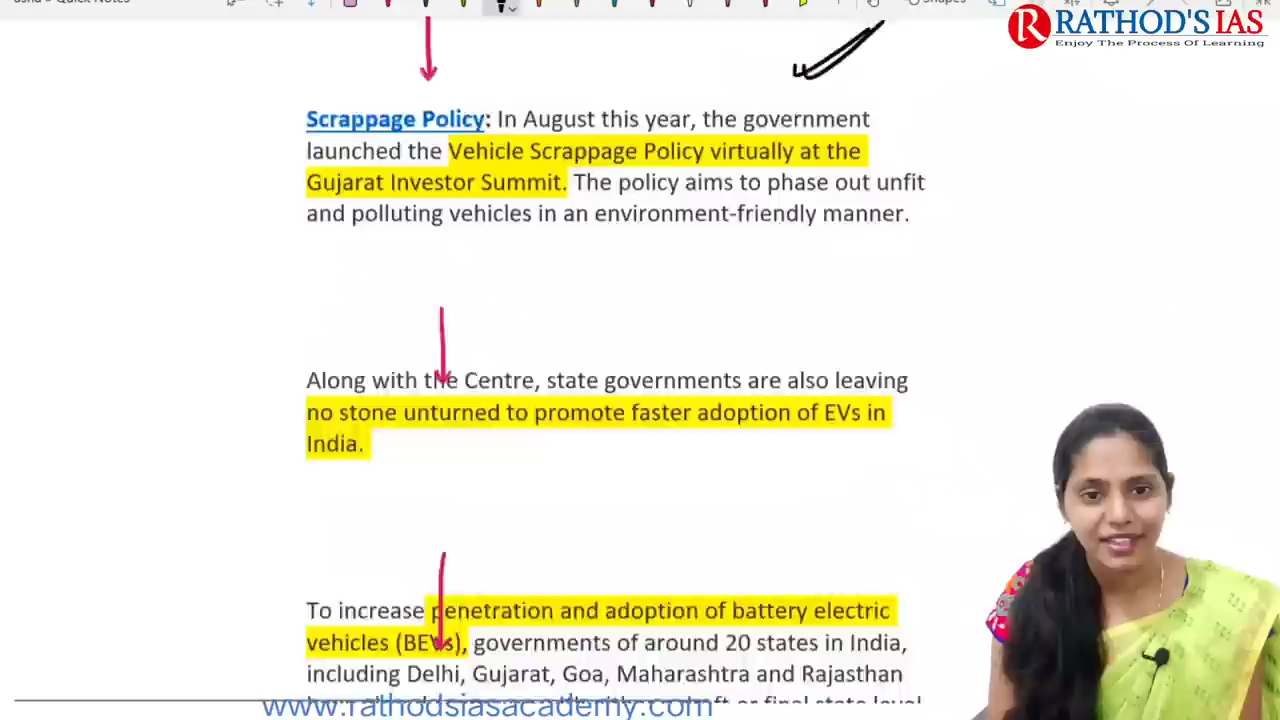 Quick Notes
Shapes
RATHOD'S IAS
Enjoy The Process Of Learning
Scrappage Policy: In August this year, the government
launched the Vehicle Scrappage Policy virtually at the
Gujarat Investor Summit. The policy aims to phase out unfit
and polluting vehicles in an environment-friendly manner.
Along with the Centre, state governments are also leaving
no stone unturned to promote faster adoption of EVs in
India.
To increase penetration and adoption of battery electric
vehicles (BEVs), governments of around 20 states in India,
including Delhi, Gujarat, Goa, Maharashtra and Rajasthan
www.rathodsiasacademy.com